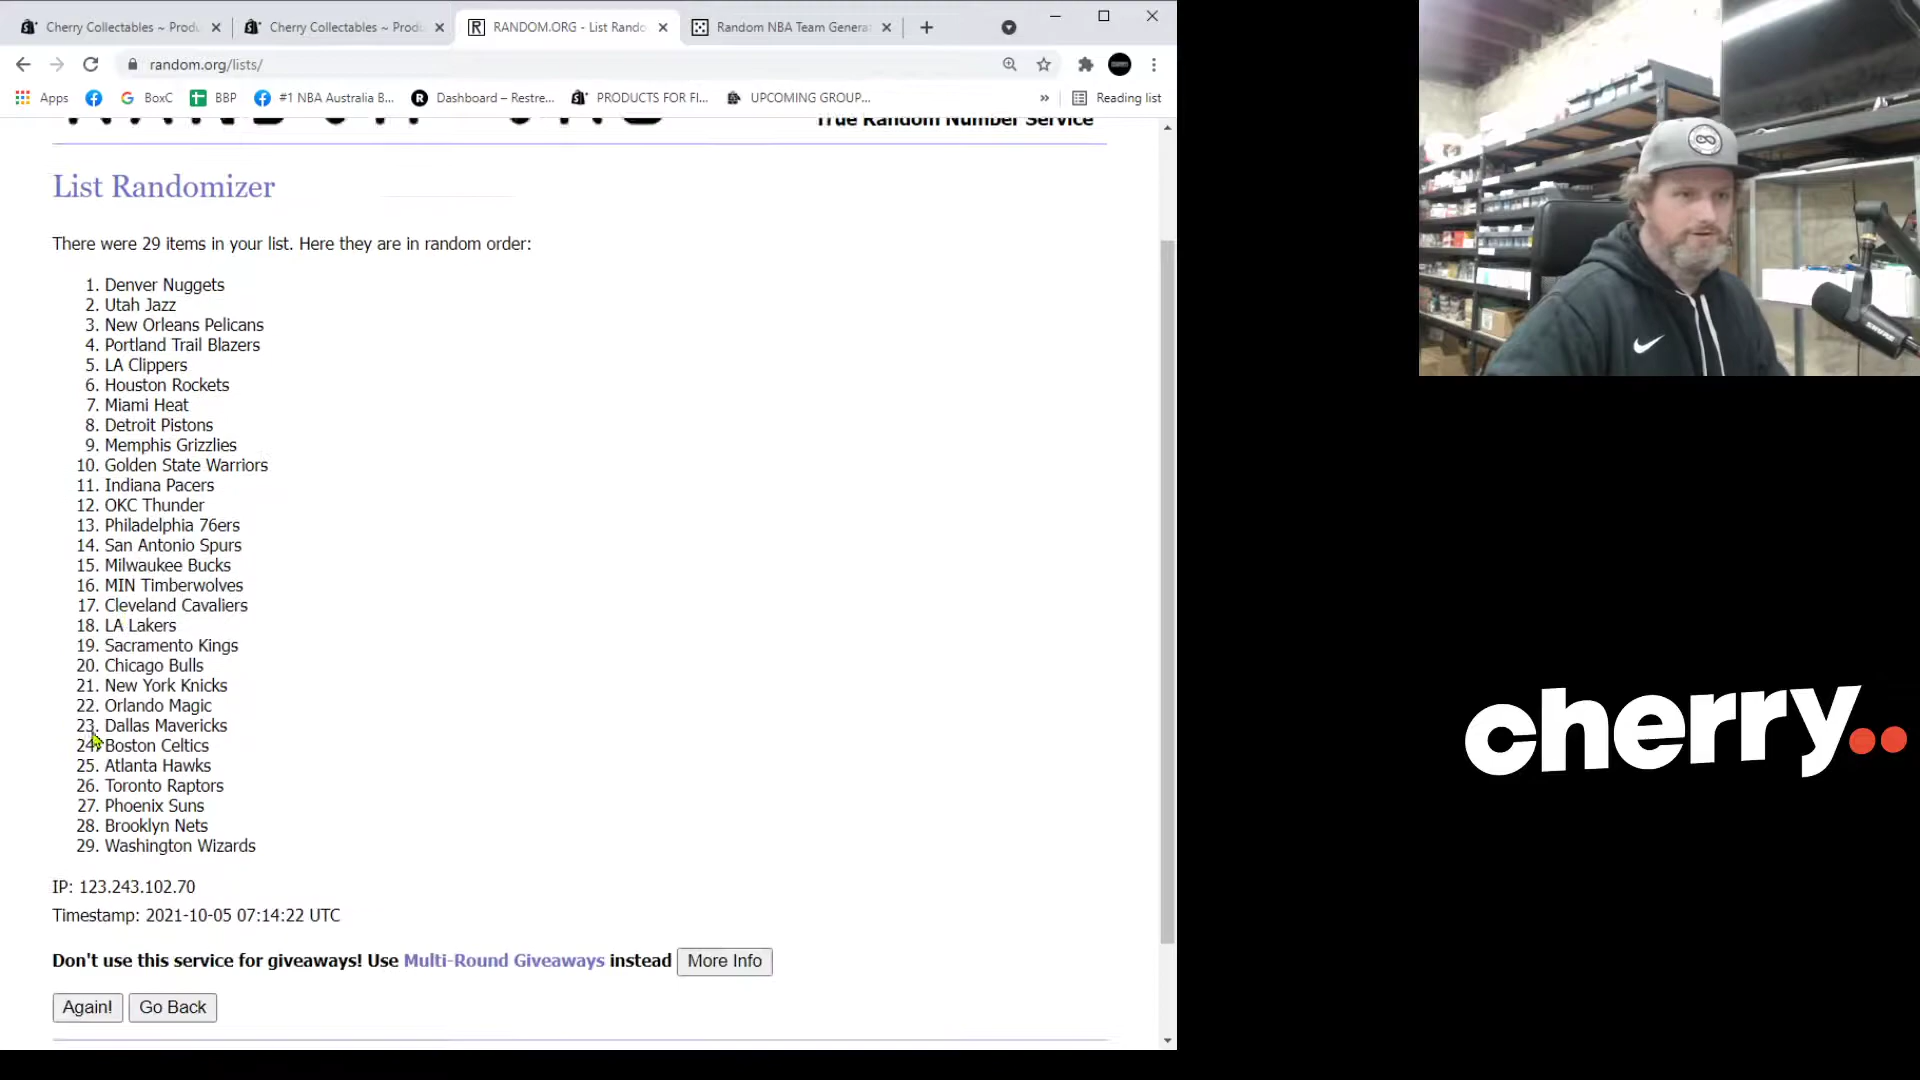 Cherry Collectables ~ Produ
Cherry Collectables ~ Produ
RANDOM.ORG - List Rando
Random NBA Team Genera
random.org/lists/
Apps
BoxC
BBP
#1 NBA Australia B...
Dashboard – Restre...
PRODUCTS FOR FI...
UPCOMING GROUP...
»
Reading list
RANDOM.ORG
True Random Number Service
List Randomizer
There were 29 items in your list. Here they are in random order:
1. Denver Nuggets
2. Utah Jazz
3. New Orleans Pelicans
4. Portland Trail Blazers
5. LA Clippers
6. Houston Rockets
7. Miami Heat
8. Detroit Pistons
9. Memphis Grizzlies
10. Golden State Warriors
11. Indiana Pacers
12. OKC Thunder
13. Philadelphia 76ers
14. San Antonio Spurs
15. Milwaukee Bucks
16. MIN Timberwolves
17. Cleveland Cavaliers
18. LA Lakers
19. Sacramento Kings
20. Chicago Bulls
21. New York Knicks
22. Orlando Magic
23. Dallas Mavericks
24. Boston Celtics
25. Atlanta Hawks
26. Toronto Raptors
27. Phoenix Suns
28. Brooklyn Nets
29. Washington Wizards
IP: 123.243.102.70
Timestamp: 2021-10-05 07:14:22 UTC
Don't use this service for giveaways! Use Multi-Round Giveaways instead More Info
Again! Go Back
SHURE
cherry..